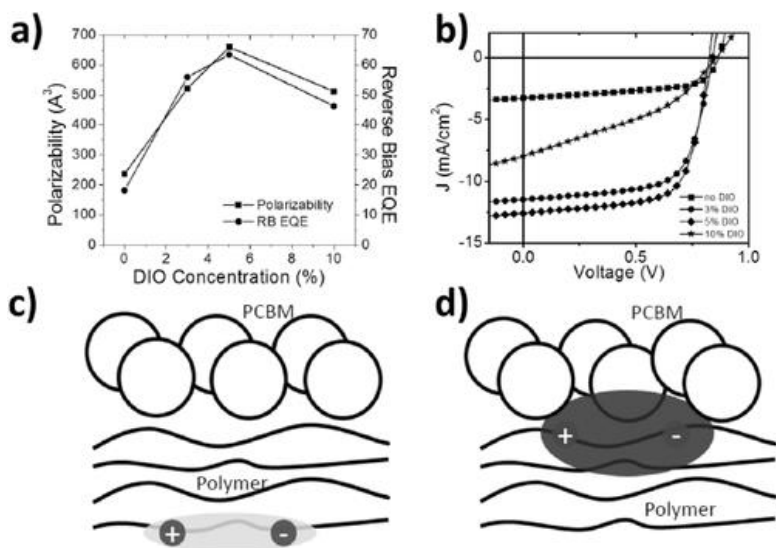 a)
700
600
500
400
300
200
100
0
Polarizability (A³)
70
60
50
40
30
20
10
0
Reverse Bias EQE
Polarizability
RB EQE
0 2 4 6 8 10
DIO Concentration (%)
b)
0
-5
-10
-15
J (mA/cm²)
no DIO
3% DIO
5% DIO
10% DIO
0.0 0.5 1.0
Voltage (V)
c)
PCBM
Polymer
+ -
d)
PCBM
+ -
Polymer